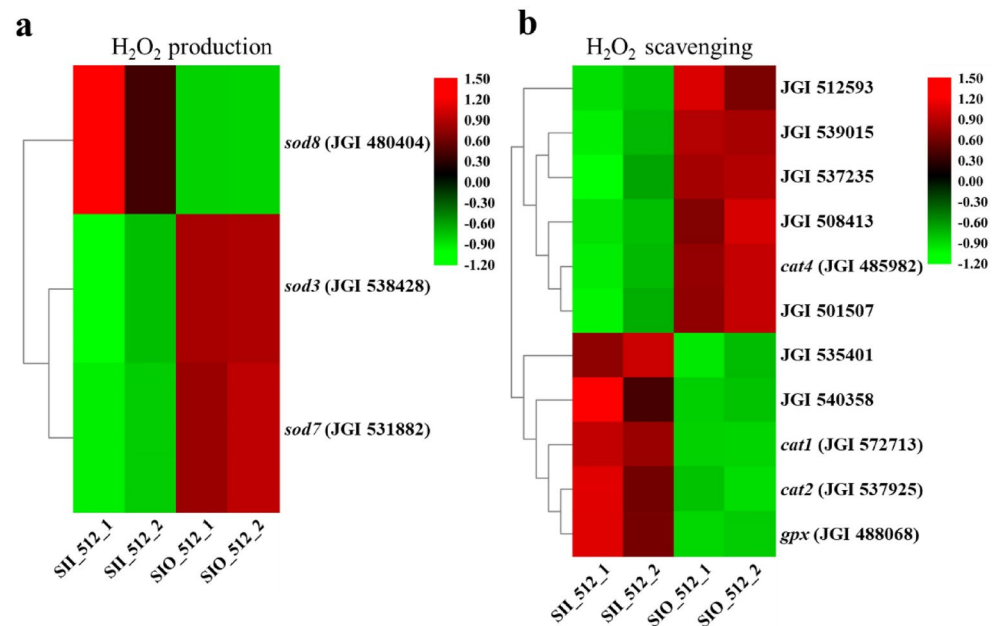 a
H₂O₂ production
1.50
1.20
0.90
0.60
0.30
0.00
-0.30
-0.60
-0.90
-1.20
sod8 (JGI 480404)
sod3 (JGI 538428)
sod7 (JGI 531882)
SII_512_1
SII_512_2
SIO_512_1
SIO_512_2
b
H₂O₂ scavenging
JGI 512593
JGI 539015
JGI 537235
JGI 508413
cat4 (JGI 485982)
JGI 501507
JGI 535401
JGI 540358
cat1 (JGI 572713)
cat2 (JGI 537925)
gpx (JGI 488068)
1.50
1.20
0.90
0.60
0.30
0.00
-0.30
-0.60
-0.90
-1.20
SII_512_1
SII_512_2
SIO_512_1
SIO_512_2